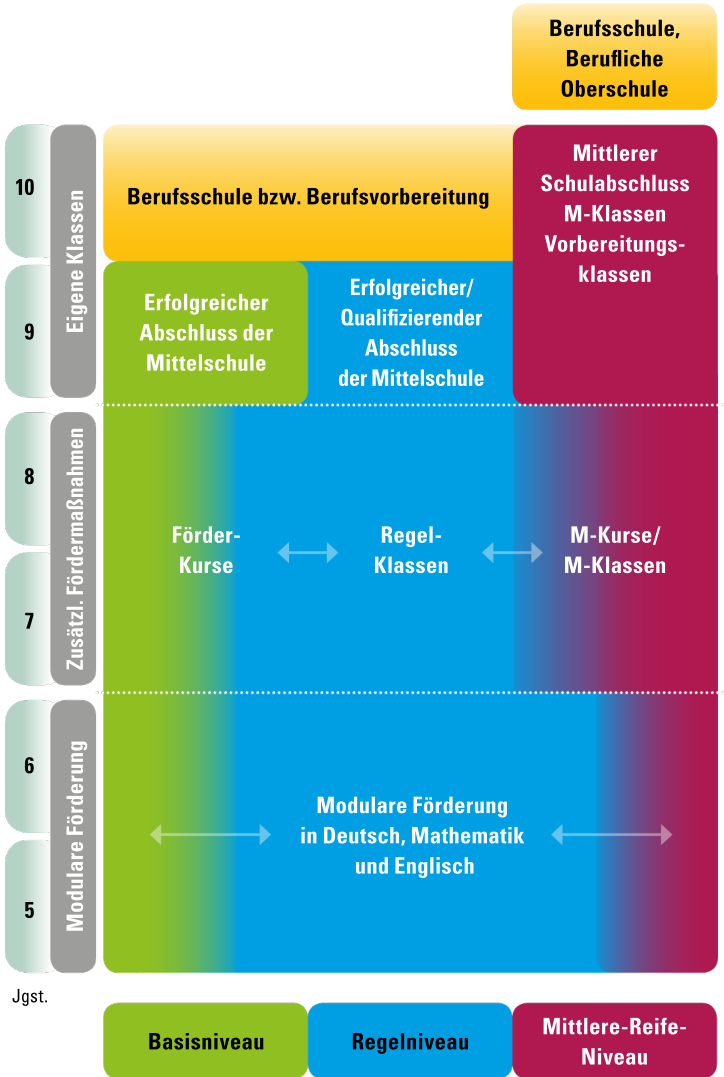 Berufsschule,
Berufliche
Oberschule
10
9
Eigene Klassen
Berufsschule bzw. Berufsvorbereitung
Mittlerer
Schulabschluss
M-Klassen
Vorbereitungs-
klassen
Erfolgreicher
Abschluss der
Mittelschule
Erfolgreicher/
Qualifizierender
Abschluss
der Mittelschule
8
7
Zusätzl. Fördermaßnahmen
Förder-
Kurse
Regel-
Klassen
M-Kurse/
M-Klassen
6
5
Modulare Förderung
Modulare Förderung
in Deutsch, Mathematik
und Englisch
Jgst.
Basisniveau
Regelniveau
Mittlere-Reife-
Niveau